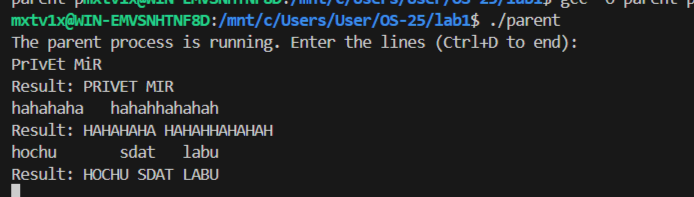 mxtv1x@WIN-EMVSNHTNF8D:/mnt/c/Users/User/OS-25/lab1$ ./parent
The parent process is running. Enter the lines (Ctrl+D to end):
PrIvEt MiR
Result: PRIVET MIR
hahahaha   hahahhahahah
Result: HAHAHAHA HAHAHHAHAHAH
hochu        sdat   labu
Result: HOCHU SDAT LABU